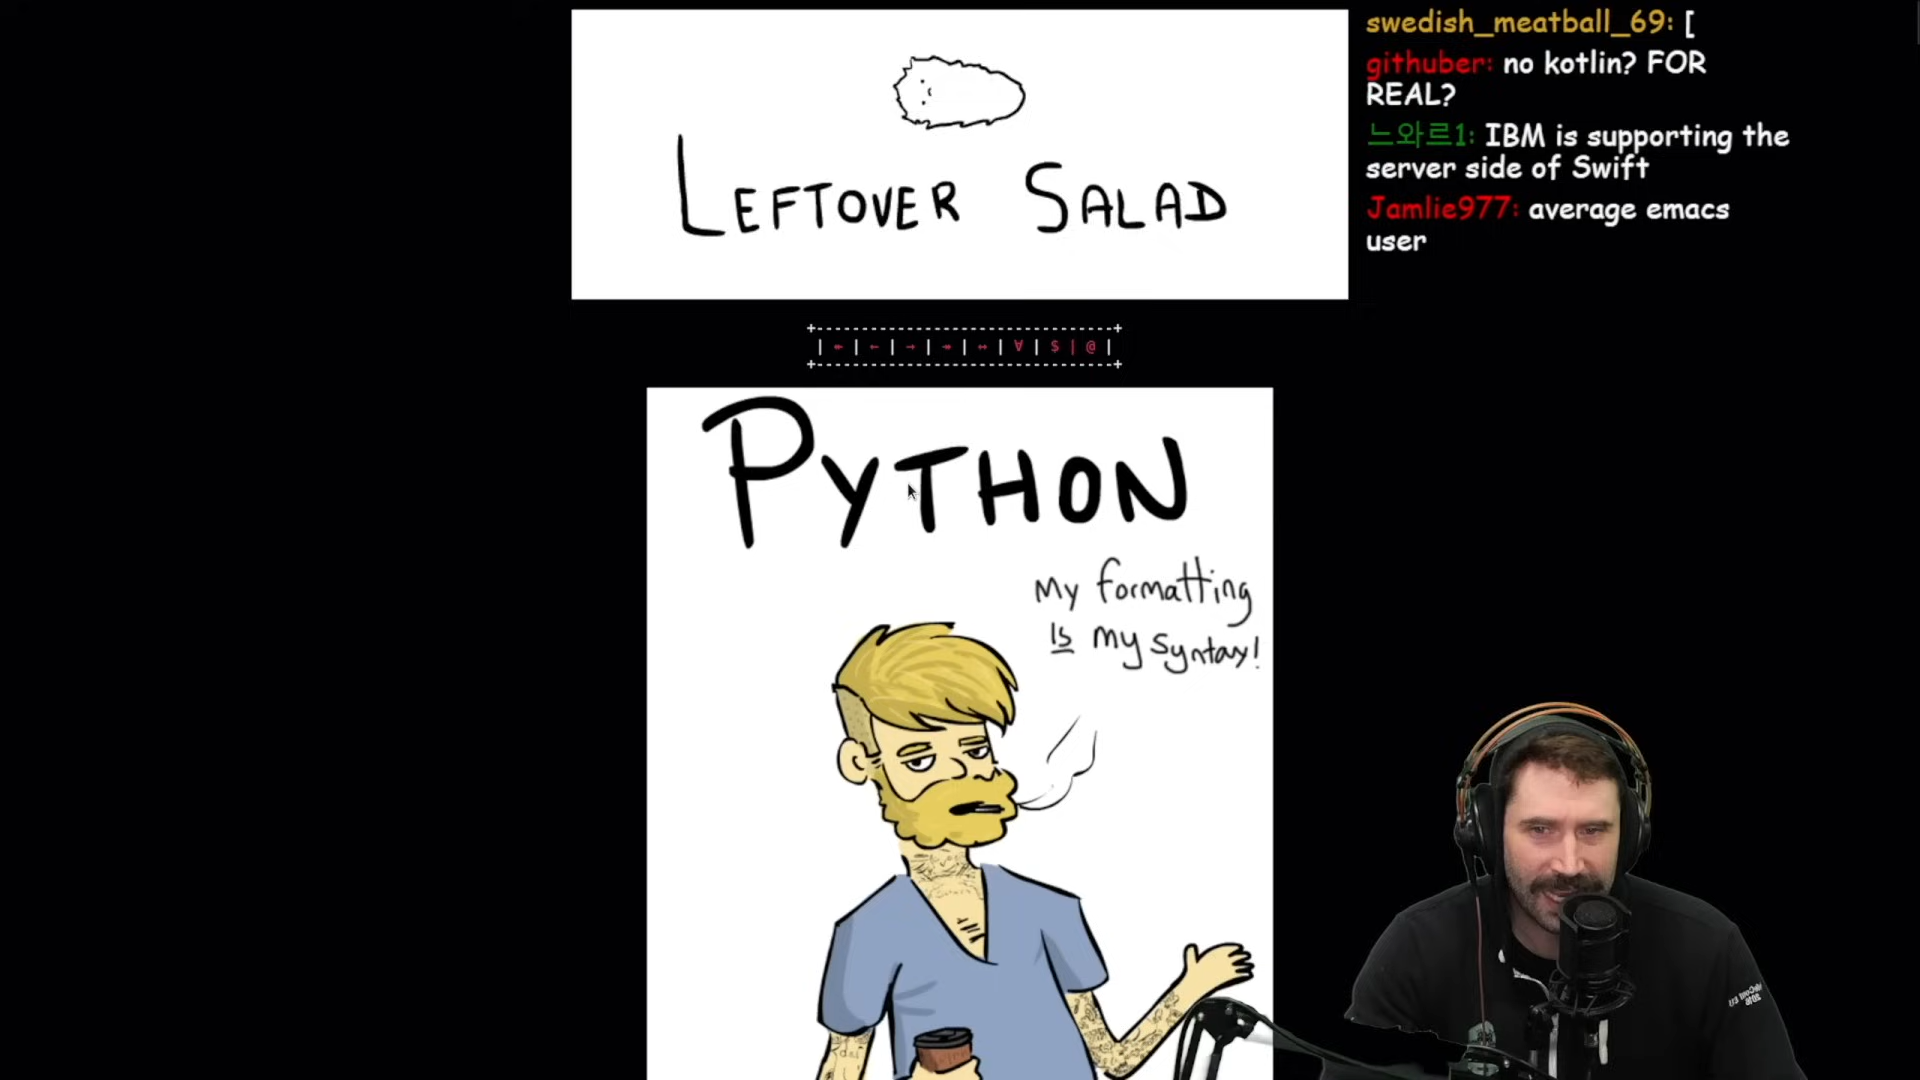 LEFTOVER SALAD
swedish_meatball_69: [
githuber: no kotlin? FOR
REAL?
느와르1: IBM is supporting the
server side of Swift
Jamlie977: average emacs
user
+---------------------------------+
| ↞ | ← | → | ↠ | ↔ | ∀ | $ | @ |
+---------------------------------+
PYTHON
My formatting
Is my syntax!